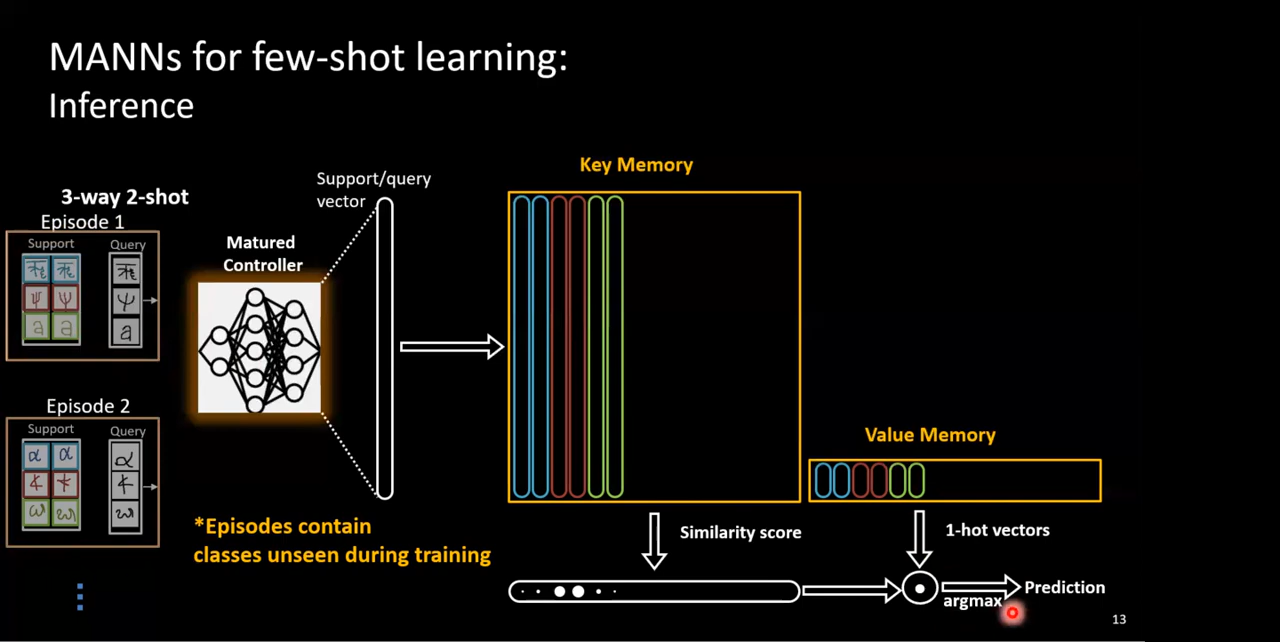 MANNs for few-shot learning:
Inference
3-way 2-shot
Episode 1
Support Query
ψ ψ ψ
a a a
Episode 2
Support Query
α α α
ω ω ω
Matured
Controller
Support/query
vector
Key Memory
Value Memory
*Episodes contain
classes unseen during training
Similarity score
1-hot vectors
argmax
Prediction
13